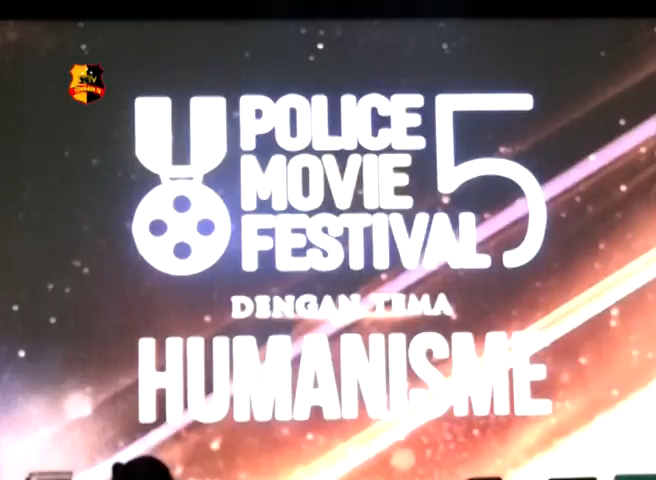 POLICE
MOVIE
FESTIVAL 5
DENGAN TEMA
HUMANISME